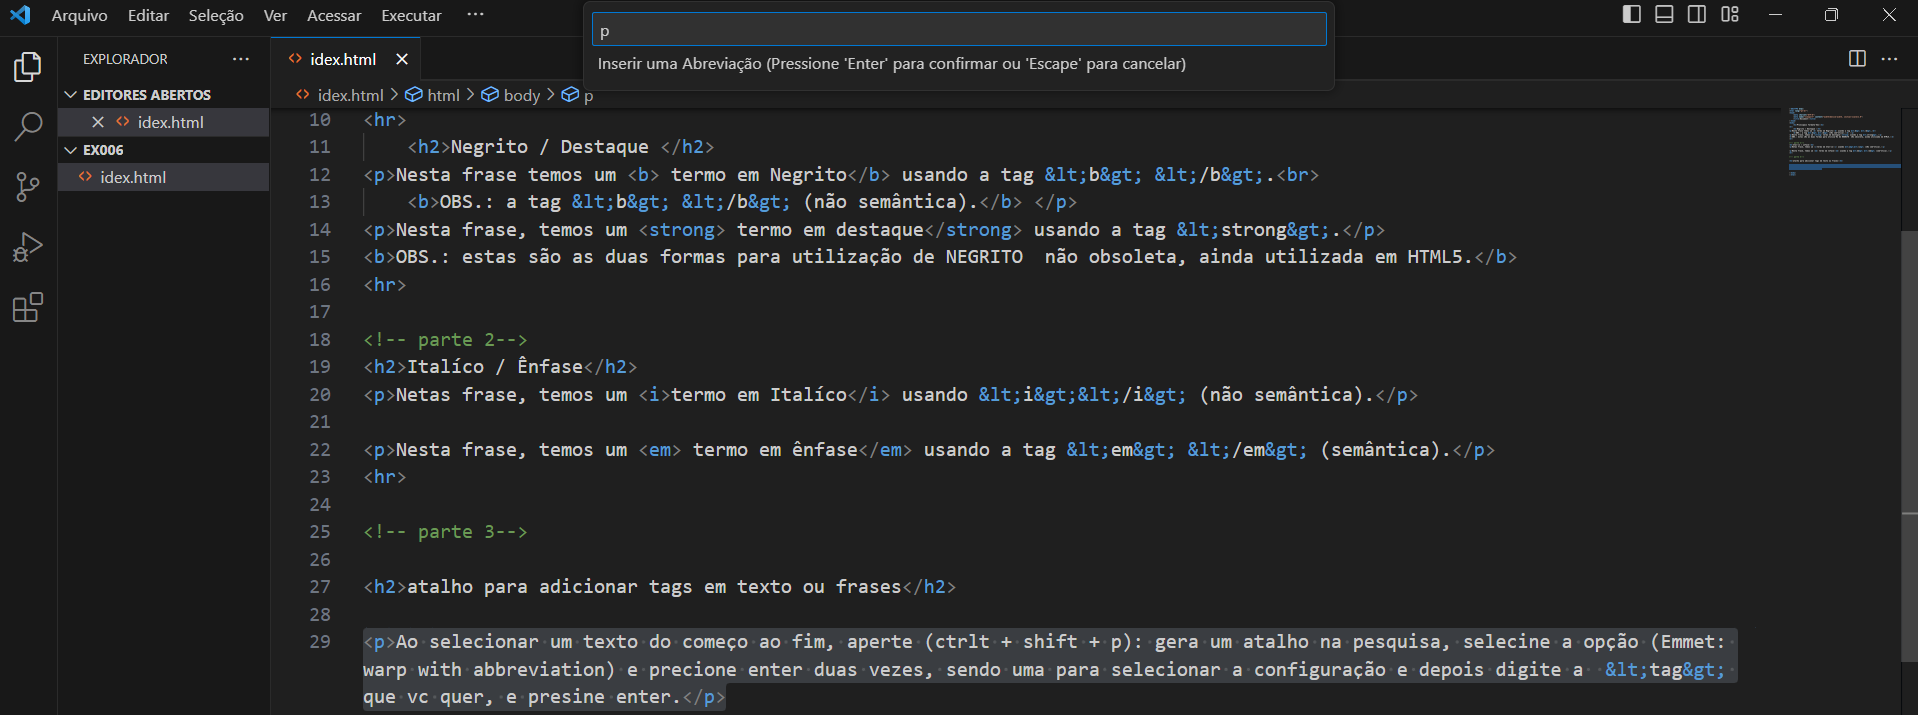 Arquivo Editar Seleção Ver Acessar Executar ···
p
Inserir uma Abreviação (Pressione 'Enter' para confirmar ou 'Escape' para cancelar)
EXPLORADOR ···
idex.html
EDITORES ABERTOS
idex.html
EX006
idex.html
idex.html > html > body > p
10 <hr>
11 <h2>Negrito / Destaque </h2>
12 <p>Nesta frase temos um <b> termo em Negrito</b> usando a tag &lt;b&gt; &lt;/b&gt;.<br>
13 <b>OBS.: a tag &lt;b&gt; &lt;/b&gt; (não semântica).</b> </p>
14 <p>Nesta frase, temos um <strong> termo em destaque</strong> usando a tag &lt;strong&gt;.</p>
15 <b>OBS.: estas são as duas formas para utilização de NEGRITO  não obsoleta, ainda utilizada em HTML5.</b>
16 <hr>
17
18 <!-- parte 2-->
19 <h2>Italíco / Ênfase</h2>
20 <p>Netas frase, temos um <i>termo em Italíco</i> usando &lt;i&gt;&lt;/i&gt; (não semântica).</p>
21
22 <p>Nesta frase, temos um <em> termo em ênfase</em> usando a tag &lt;em&gt; &lt;/em&gt; (semântica).</p>
23 <hr>
24
25 <!-- parte 3-->
26
27 <h2>atalho para adicionar tags em texto ou frases</h2>
28
29 <p>Ao selecionar um texto do começo ao fim, aperte (ctrlt + shift + p): gera um atalho na pesquisa, selecine a opção (Emmet:
warp with abbreviation) e precione enter duas vezes, sendo uma para selecionar a configuração e depois digite a  &lt;tag&gt;
que vc quer, e presine enter.</p>